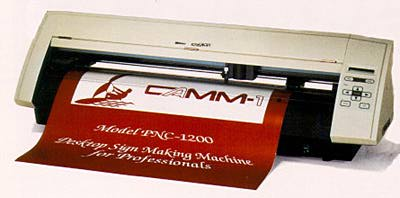 CAMM-1
Model PNC-1200
Desktop Sign Making Machine
for Professionals